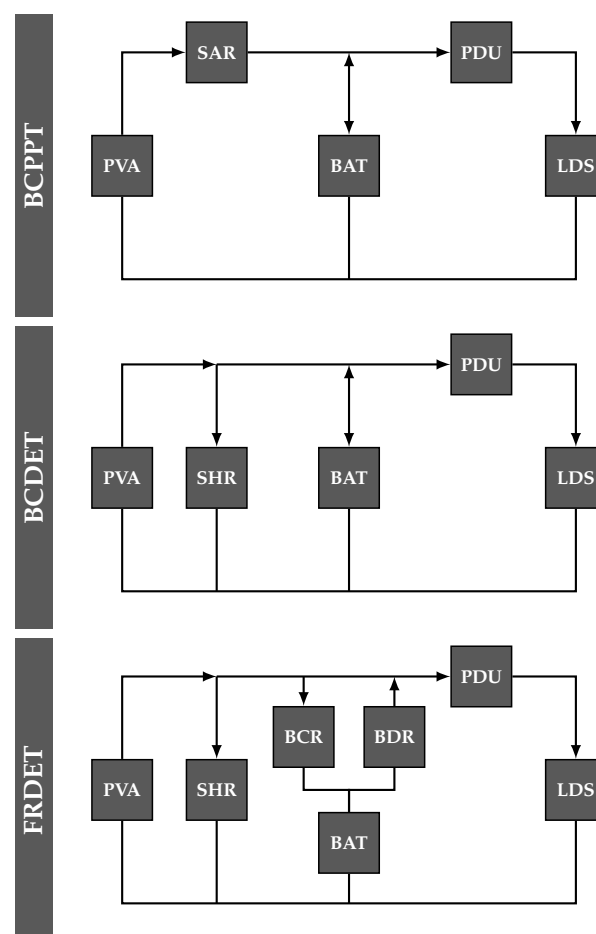 BCPPT
SAR
PDU
PVA
BAT
LDS
BCDET
PDU
PVA
SHR
BAT
LDS
FRDET
PDU
BCR
BDR
PVA
SHR
LDS
BAT